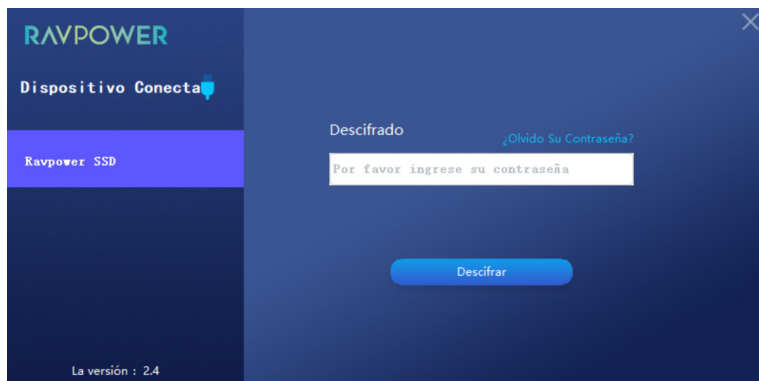 RAVPOWER
Dispositivo Conecta
Ravpower SSD
La versión : 2.4
Descifrado
¿Olvido Su Contraseña?
Por favor ingrese su contraseña
Descifrar